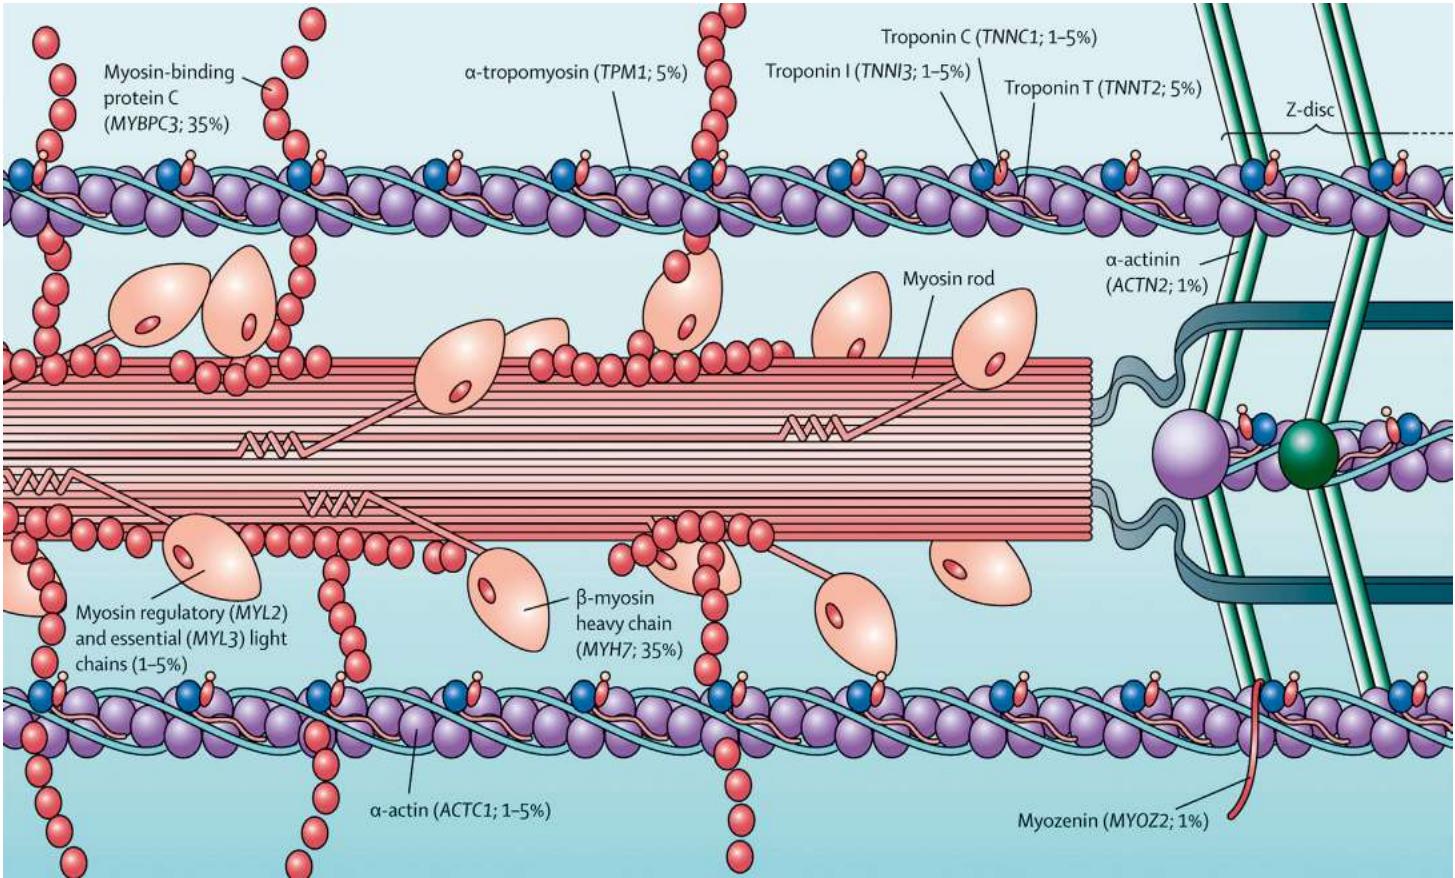 Troponin C (TNNC1; 1–5%)
Myosin-binding
protein C
(MYBPC3; 35%)
α-tropomyosin (TPM1; 5%)
Troponin I (TNNI3; 1–5%)
Troponin T (TNNT2; 5%)
Z-disc
α-actinin
(ACTN2; 1%)
Myosin rod
Myosin regulatory (MYL2)
and essential (MYL3) light
chains (1–5%)
β-myosin
heavy chain
(MYH7; 35%)
α-actin (ACTC1; 1–5%)
Myozenin (MYOZ2; 1%)